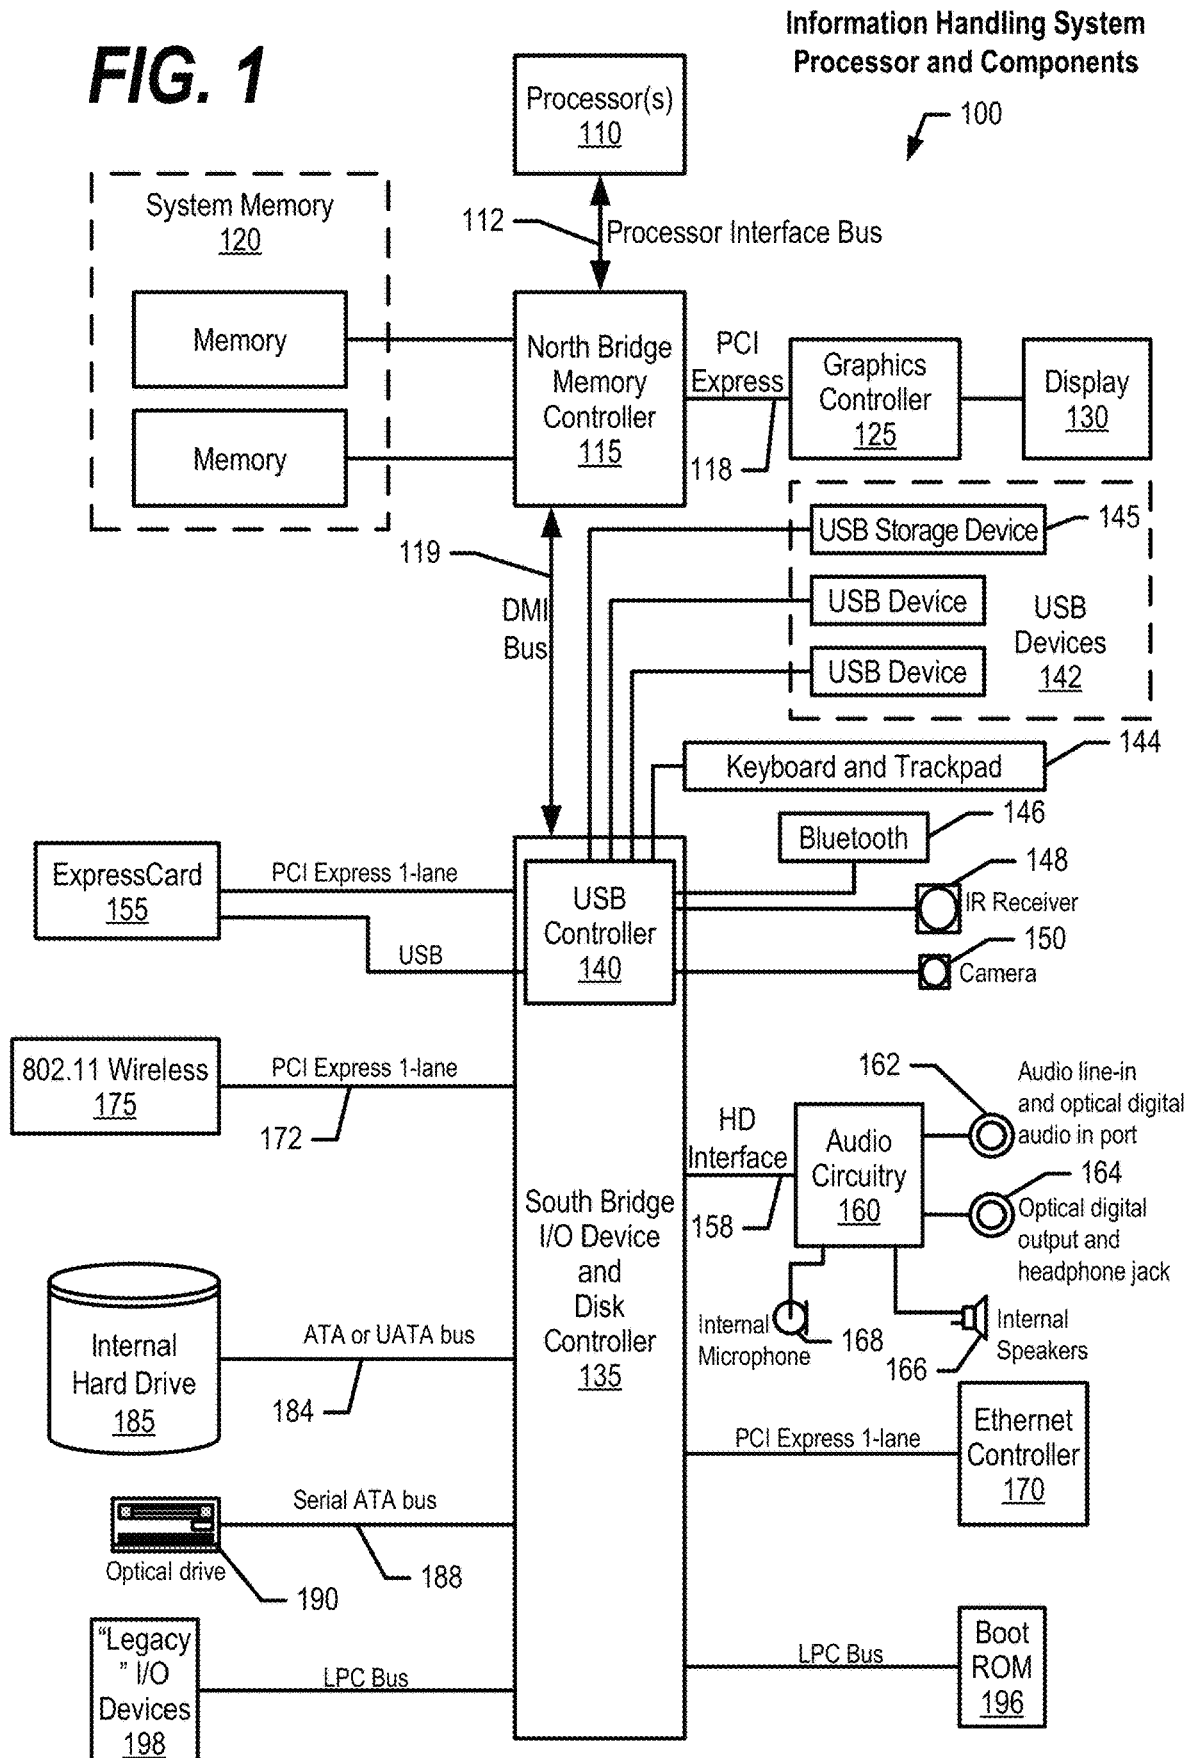 Information Handling System
Processor and Components
FIG. 1
100
Processor(s)
110
System Memory
120
112
Processor Interface Bus
Memory
Memory
North Bridge
Memory
Controller
115
PCI
Express
118
Graphics
Controller
125
Display
130
119
DMI
Bus
USB Storage Device
145
USB Device
USB Device
USB
Devices
142
Keyboard and Trackpad
144
Bluetooth
146
148
IR Receiver
150
Camera
ExpressCard
155
PCI Express 1-lane
USB
USB
Controller
140
802.11 Wireless
175
PCI Express 1-lane
172
HD
Interface
158
Audio
Circuitry
160
162
Audio line-in
and optical digital
audio in port
164
Optical digital
output and
headphone jack
South Bridge
I/O Device
and
Disk
Controller
135
Internal
Microphone
168
166
Internal
Speakers
Internal
Hard Drive
185
ATA or UATA bus
184
PCI Express 1-lane
Ethernet
Controller
170
Serial ATA bus
188
Optical drive
190
“Legacy
” I/O
Devices
198
LPC Bus
LPC Bus
Boot
ROM
196